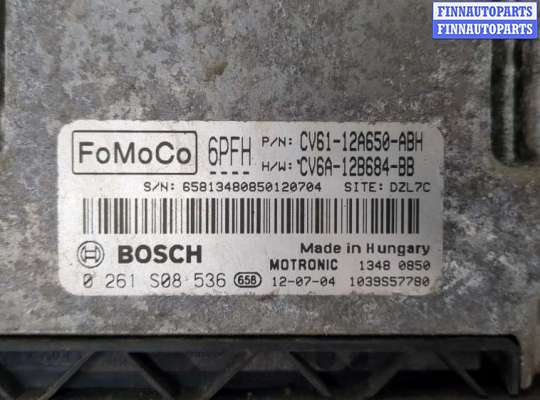 FINNAUTOPARTS
FINNAUTOPARTS
FoMoCo 6PFH P/N: CV61-12A650-ABH
H/W: CV6A-12B684-BB
S/N: 65813480850120704 SITE: DZL7C
BOSCH Made in Hungary
MOTRONIC 1348 0850
0 261 S08 536 658 12-07-04 1039S57780